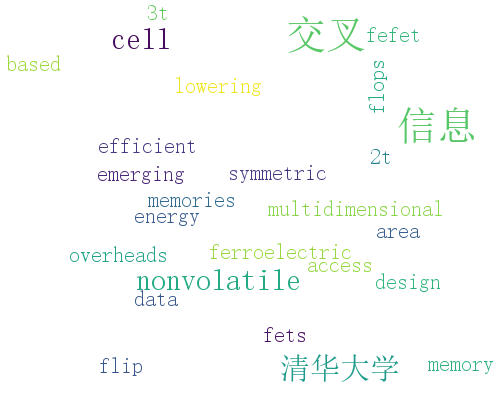 3t
cell
交叉
fefet
based
lowering
flops
信息
efficient
2t
emerging
symmetric
memories
energy
multidimensional
area
overheads
ferroelectric
access
nonvolatile
design
data
fets
flip
清华大学
memory